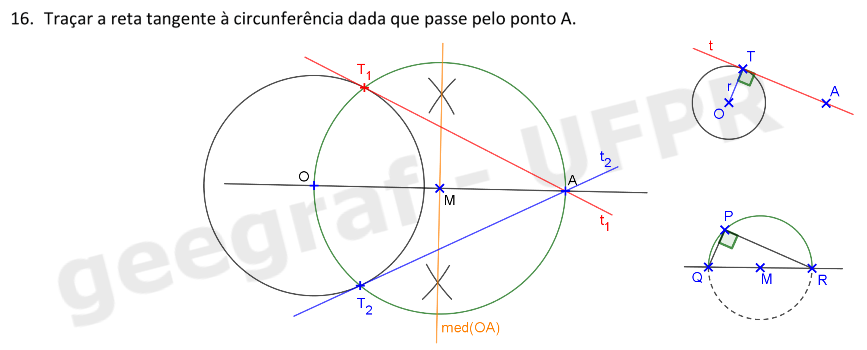 16. Traçar a reta tangente à circunferência dada que passe pelo ponto A.
T1
O
M
A
t2
t1
T2
med(OA)
t
T
r
O
A
P
Q
M
R
geegraf - UFPR